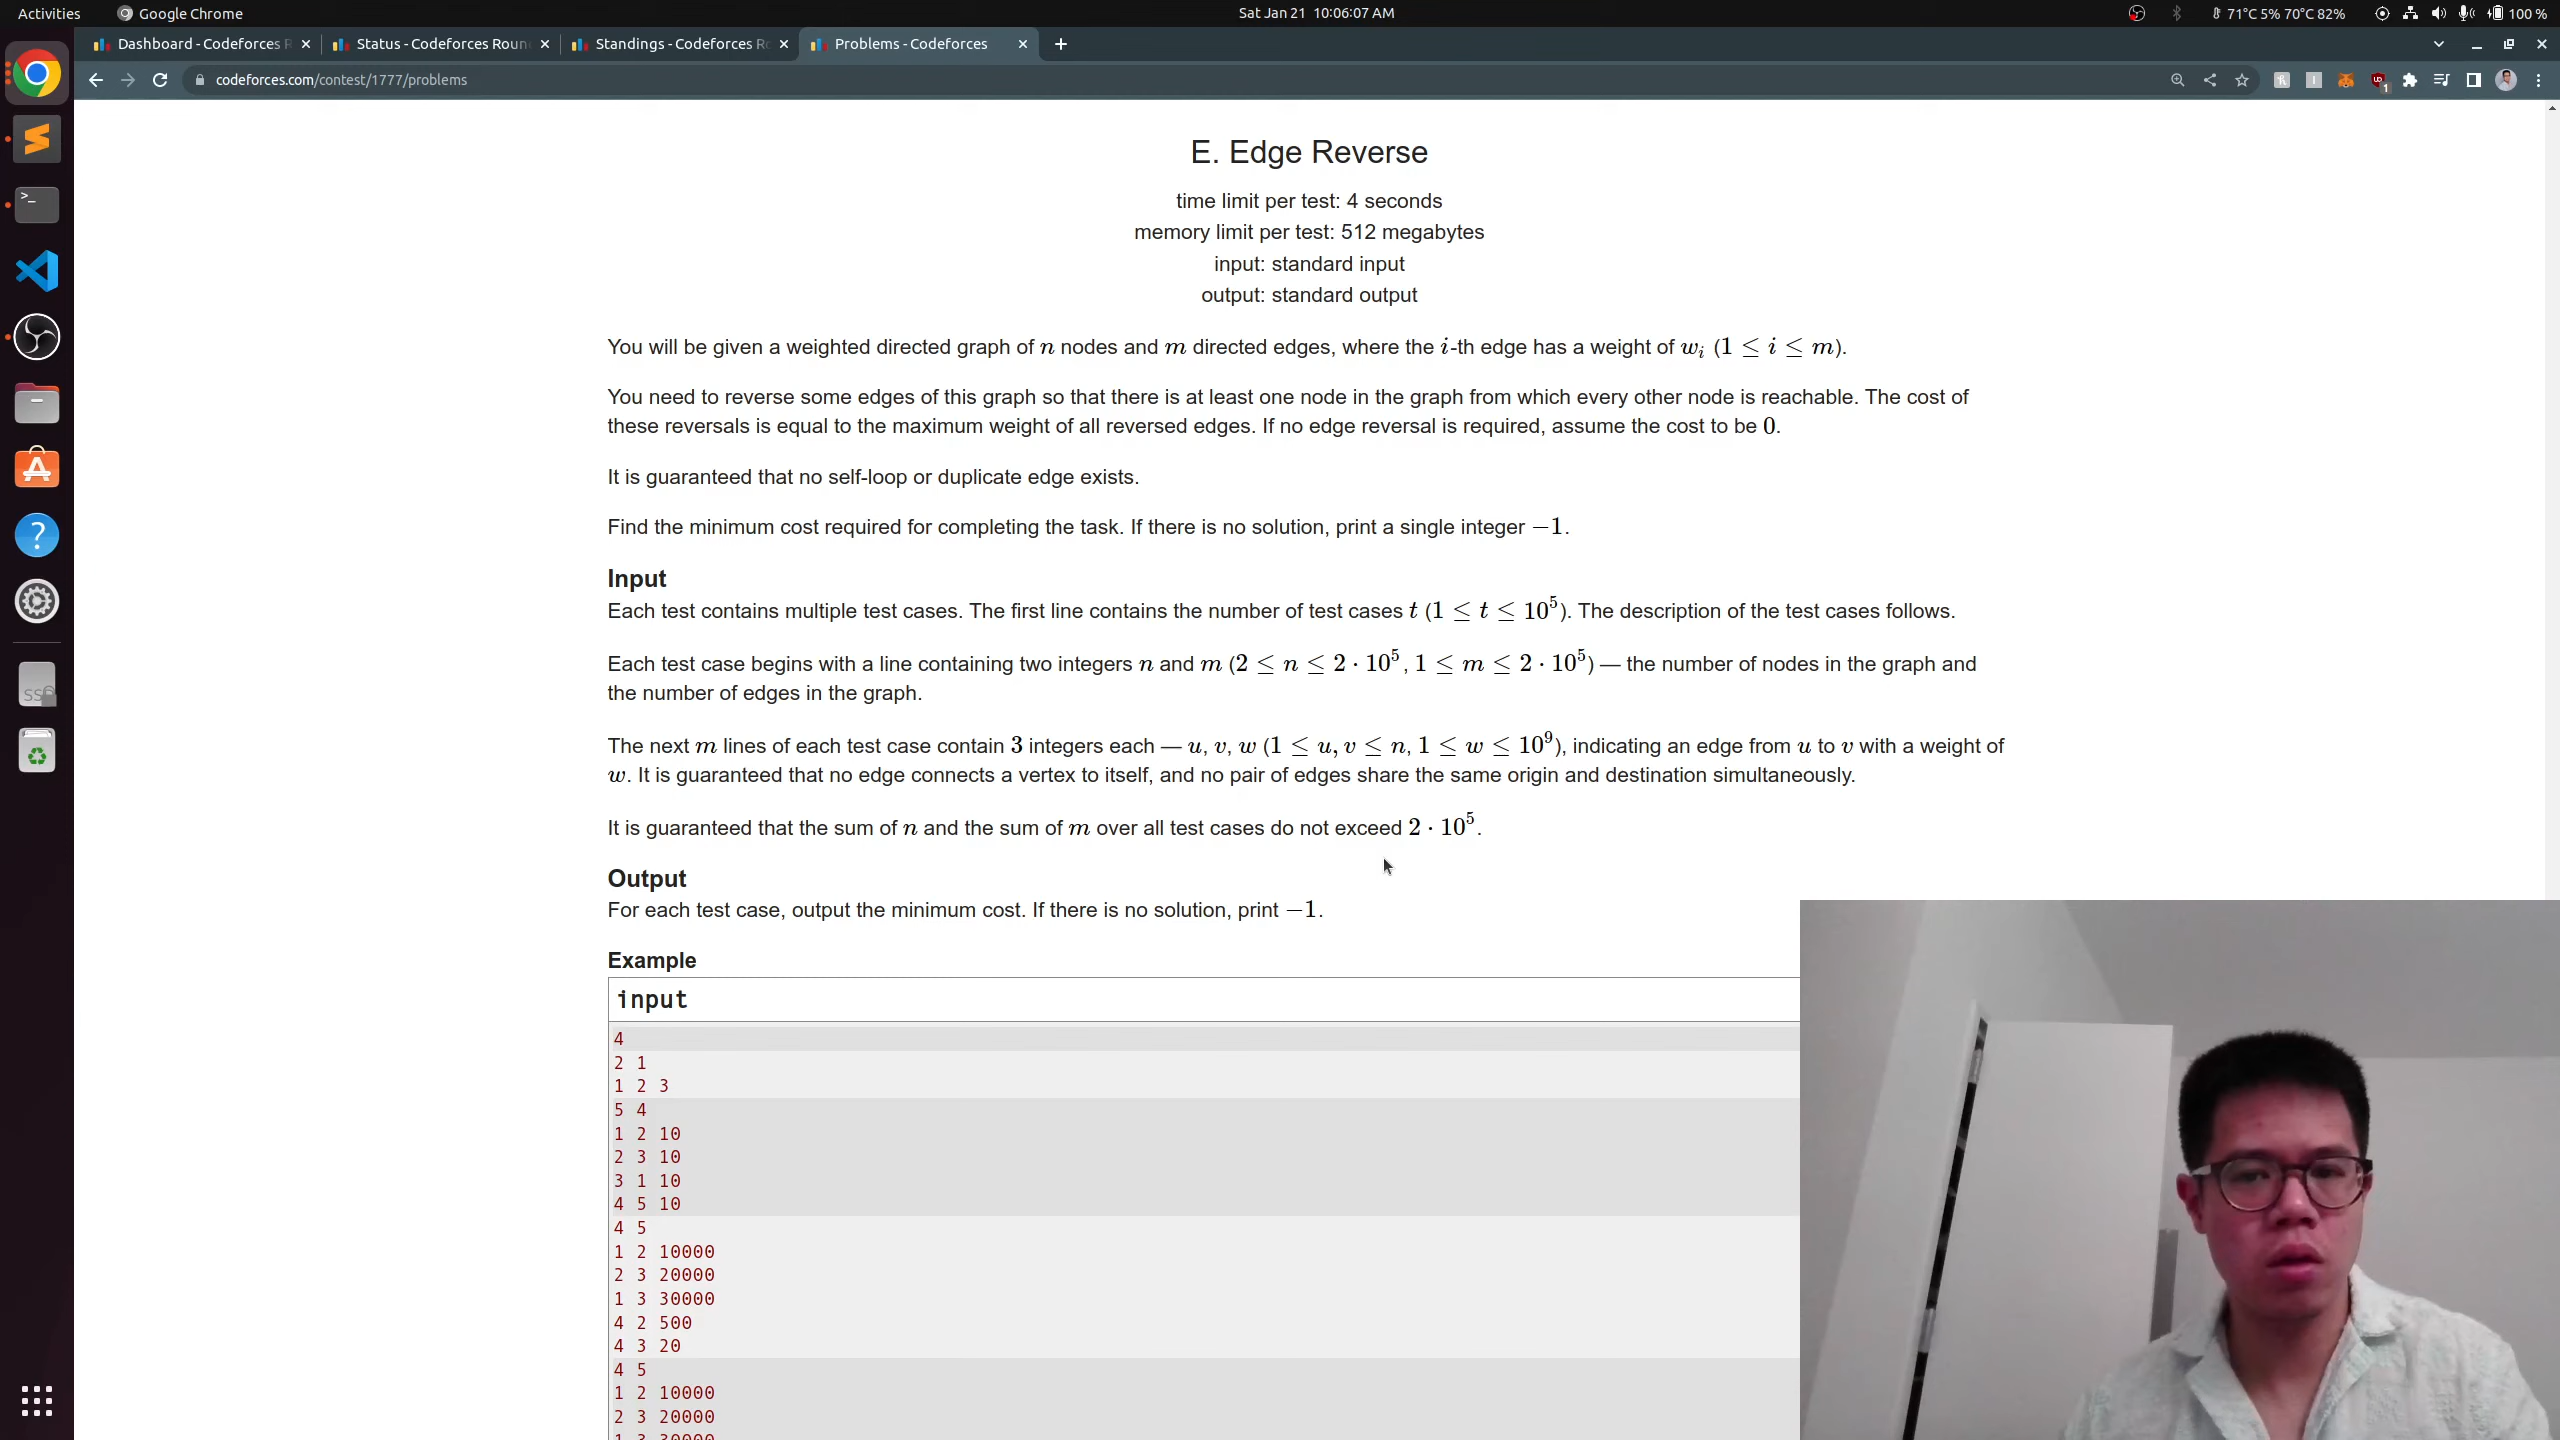 Activities Google Chrome Sat Jan 21 10:06:07 AM 71°C 5% 70°C 82% 100 %
Dashboard - Codeforces R Status - Codeforces Roun Standings - Codeforces Ro Problems - Codeforces
codeforces.com/contest/1777/problems
E. Edge Reverse
time limit per test: 4 seconds
memory limit per test: 512 megabytes
input: standard input
output: standard output
You will be given a weighted directed graph of n nodes and m directed edges, where the i-th edge has a weight of wᵢ (1 ≤ i ≤ m).
You need to reverse some edges of this graph so that there is at least one node in the graph from which every other node is reachable. The cost of
these reversals is equal to the maximum weight of all reversed edges. If no edge reversal is required, assume the cost to be 0.
It is guaranteed that no self-loop or duplicate edge exists.
Find the minimum cost required for completing the task. If there is no solution, print a single integer −1.
Input
Each test contains multiple test cases. The first line contains the number of test cases t (1 ≤ t ≤ 10⁵). The description of the test cases follows.
Each test case begins with a line containing two integers n and m (2 ≤ n ≤ 2 · 10⁵, 1 ≤ m ≤ 2 · 10⁵) — the number of nodes in the graph and
the number of edges in the graph.
The next m lines of each test case contain 3 integers each — u, v, w (1 ≤ u, v ≤ n, 1 ≤ w ≤ 10⁹), indicating an edge from u to v with a weight of
w. It is guaranteed that no edge connects a vertex to itself, and no pair of edges share the same origin and destination simultaneously.
It is guaranteed that the sum of n and the sum of m over all test cases do not exceed 2 · 10⁵.
Output
For each test case, output the minimum cost. If there is no solution, print −1.
Example
input
4
2 1
1 2 3
5 4
1 2 10
2 3 10
3 1 10
4 5 10
4 5
1 2 10000
2 3 20000
1 3 30000
4 2 500
4 3 20
4 5
1 2 10000
2 3 20000
1 3 30000